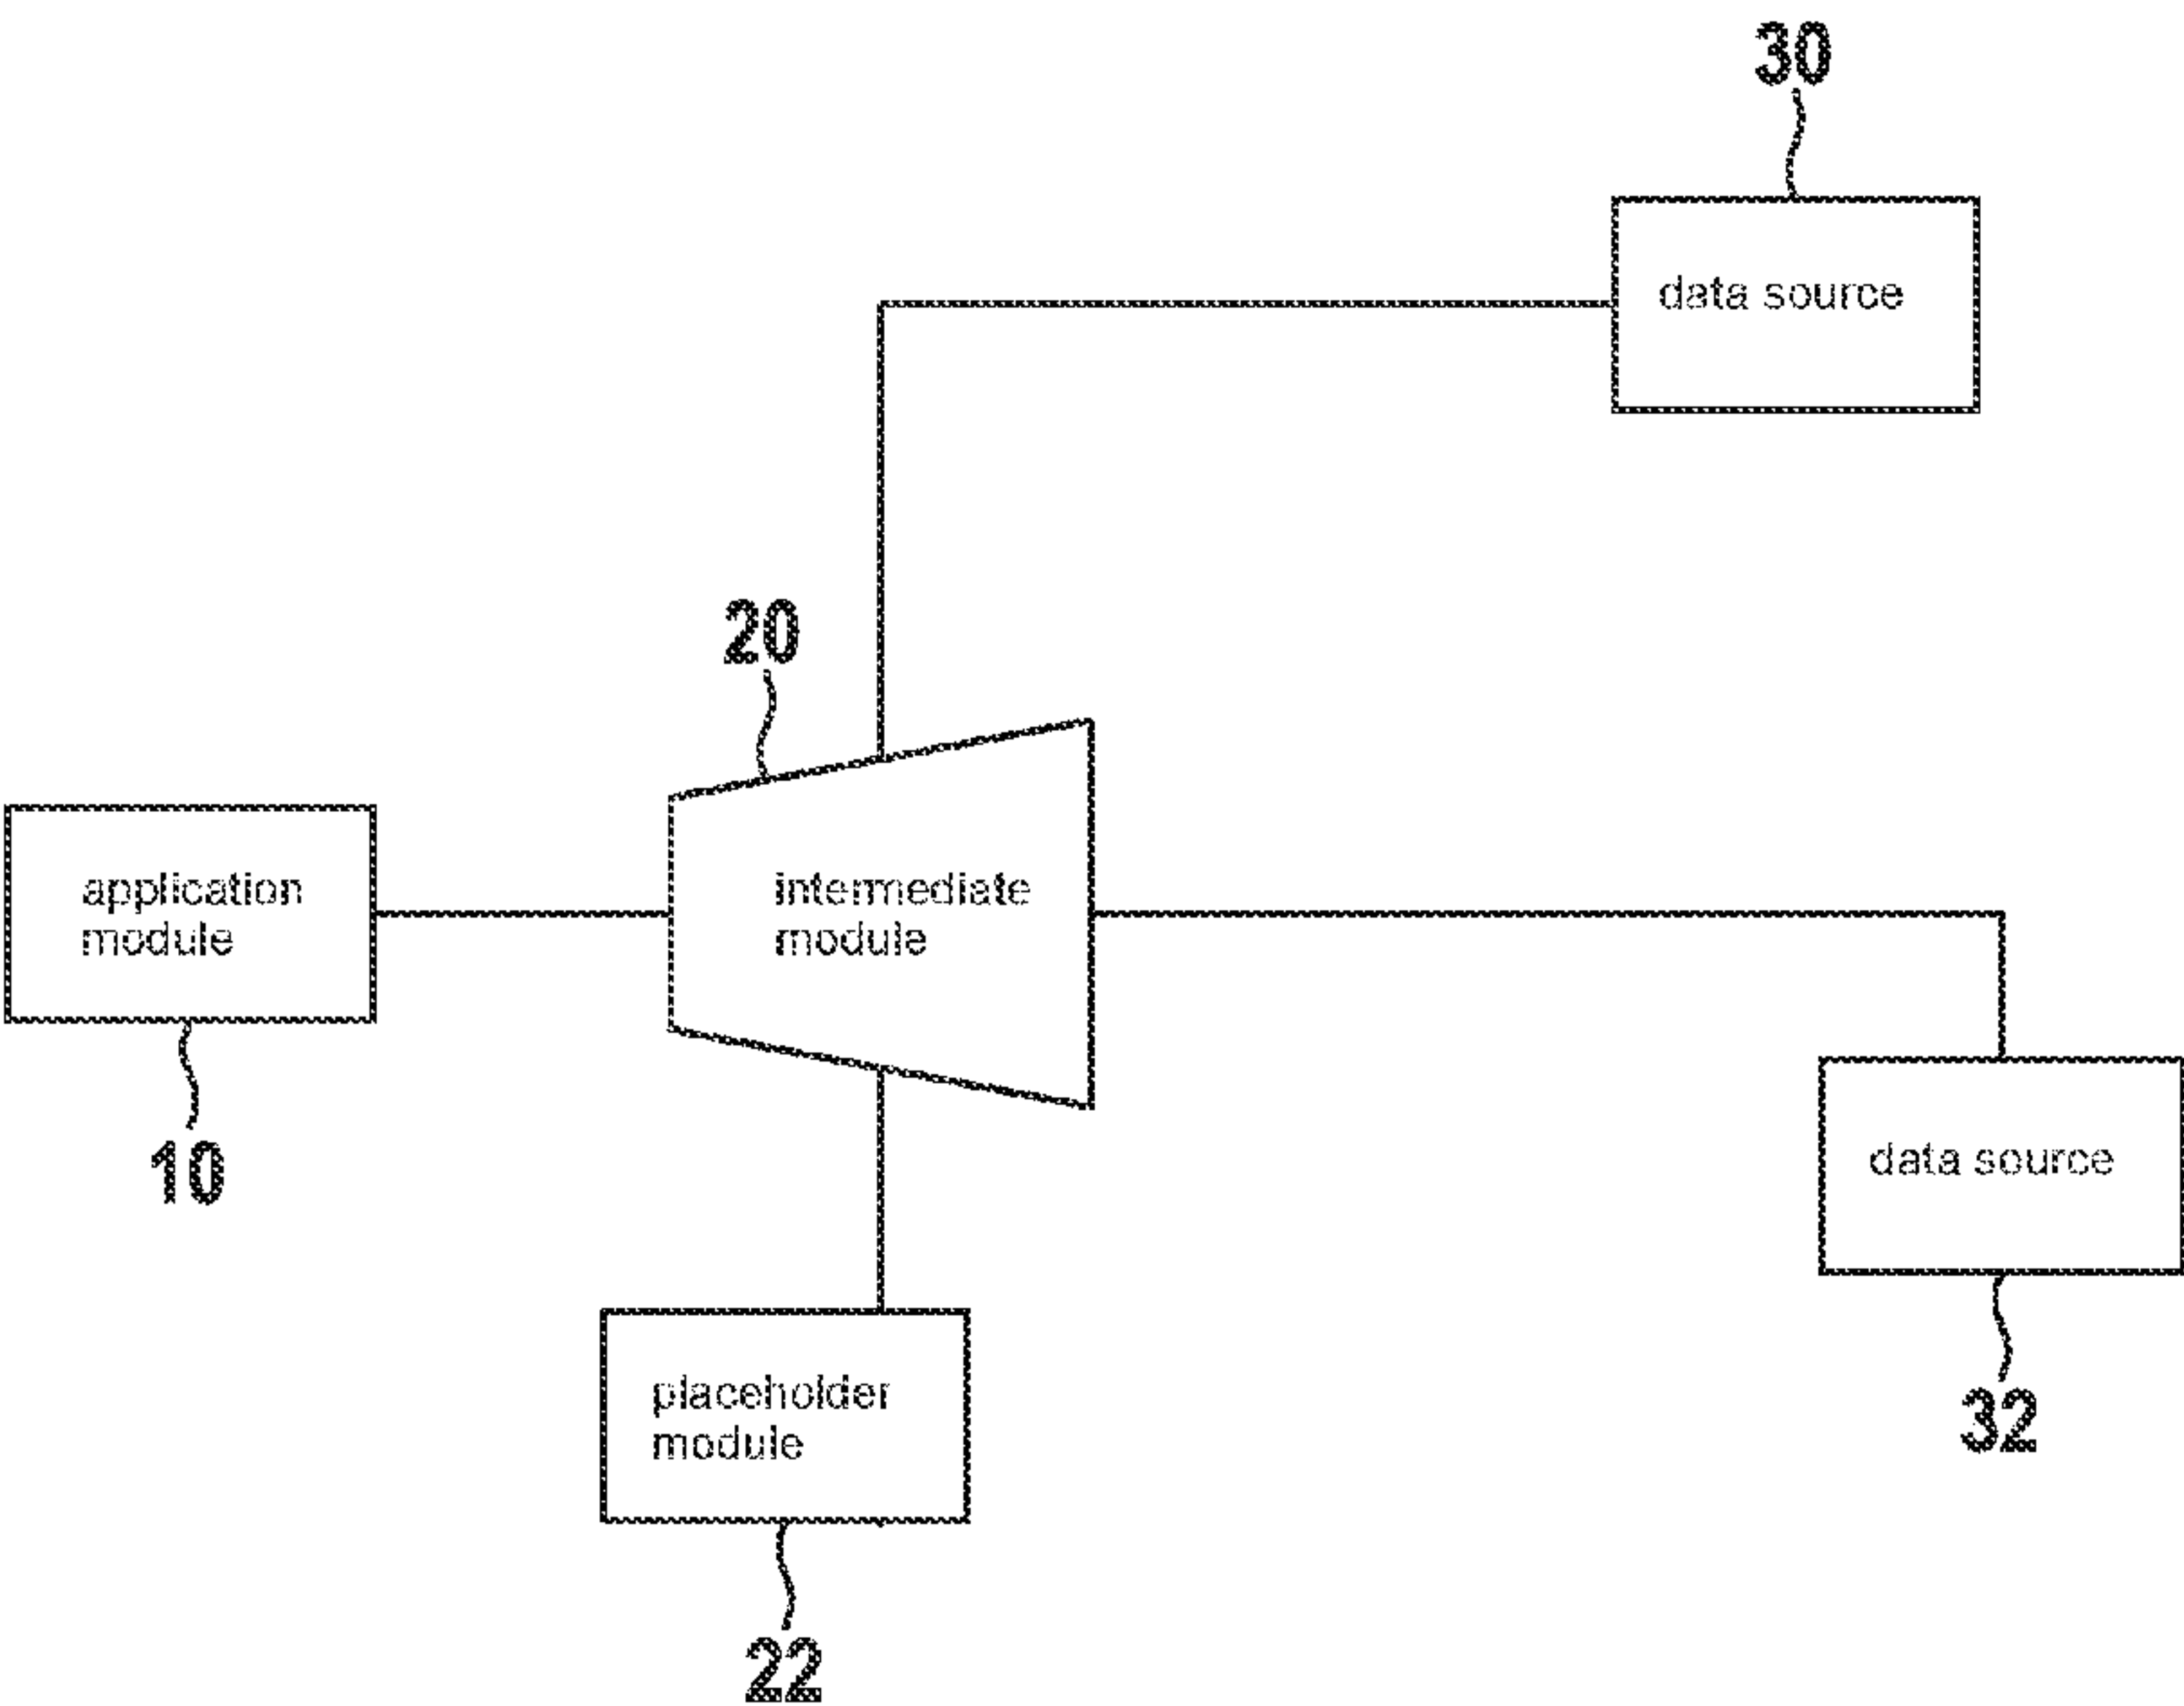 30
data source
20
application
module
intermediate
module
10
data source
placeholder
module
32
22